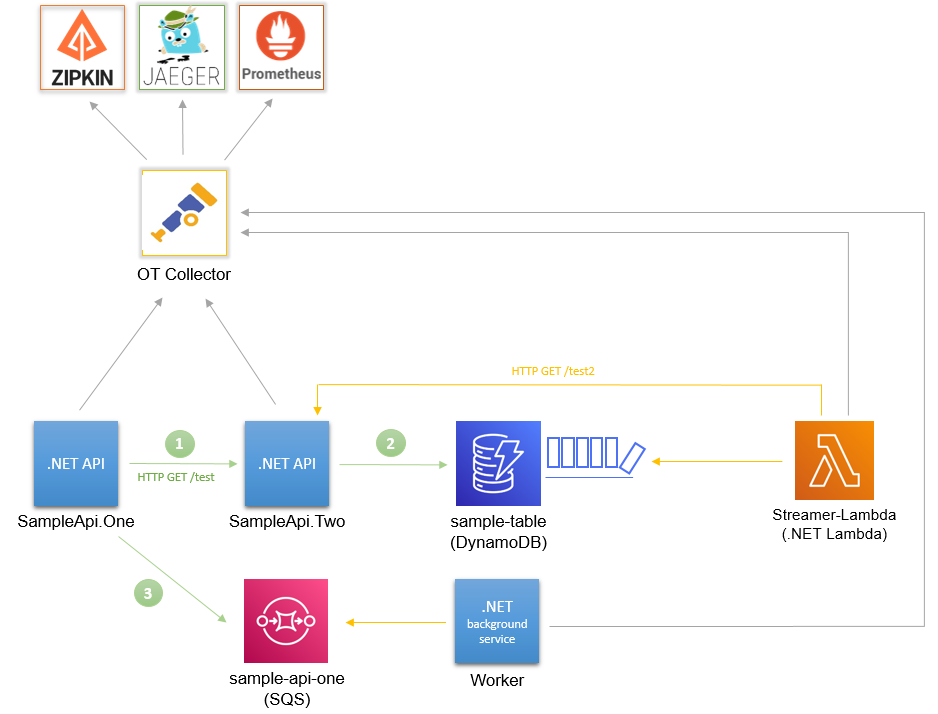 ZIPKIN
JAEGER
Prometheus
OT Collector
HTTP GET /test2
.NET API
1
HTTP GET /test
.NET API
2
SampleApi.One
SampleApi.Two
sample-table
(DynamoDB)
Streamer-Lambda
(.NET Lambda)
3
.NET
background
service
sample-api-one
(SQS)
Worker